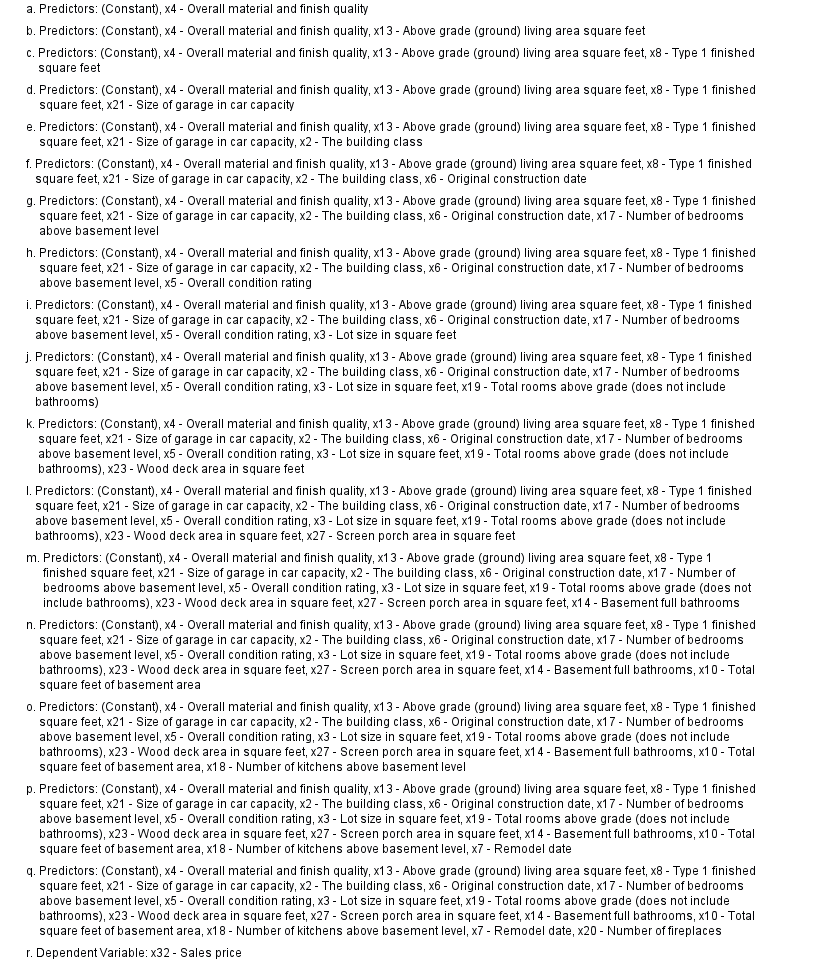 a. Predictors: (Constant), x4 - Overall material and finish quality
b. Predictors: (Constant), x4 - Overall material and finish quality, x13 - Above grade (ground) living area square feet
c. Predictors: (Constant), x4 - Overall material and finish quality, x13 - Above grade (ground) living area square feet, x8 - Type 1 finished
square feet
d. Predictors: (Constant), x4 - Overall material and finish quality, x13 - Above grade (ground) living area square feet, x8 - Type 1 finished
square feet, x21 - Size of garage in car capacity
e. Predictors: (Constant), x4 - Overall material and finish quality, x13 - Above grade (ground) living area square feet, x8 - Type 1 finished
square feet, x21 - Size of garage in car capacity, x2 - The building class
f. Predictors: (Constant), x4 - Overall material and finish quality, x13 - Above grade (ground) living area square feet, x8 - Type 1 finished
square feet, x21 - Size of garage in car capacity, x2 - The building class, x6 - Original construction date
g. Predictors: (Constant), x4 - Overall material and finish quality, x13 - Above grade (ground) living area square feet, x8 - Type 1 finished
square feet, x21 - Size of garage in car capacity, x2 - The building class, x6 - Original construction date, x17 - Number of bedrooms
above basement level
h. Predictors: (Constant), x4 - Overall material and finish quality, x13 - Above grade (ground) living area square feet, x8 - Type 1 finished
square feet, x21 - Size of garage in car capacity, x2 - The building class, x6 - Original construction date, x17 - Number of bedrooms
above basement level, x5 - Overall condition rating
i. Predictors: (Constant), x4 - Overall material and finish quality, x13 - Above grade (ground) living area square feet, x8 - Type 1 finished
square feet, x21 - Size of garage in car capacity, x2 - The building class, x6 - Original construction date, x17 - Number of bedrooms
above basement level, x5 - Overall condition rating, x3 - Lot size in square feet
j. Predictors: (Constant), x4 - Overall material and finish quality, x13 - Above grade (ground) living area square feet, x8 - Type 1 finished
square feet, x21 - Size of garage in car capacity, x2 - The building class, x6 - Original construction date, x17 - Number of bedrooms
above basement level, x5 - Overall condition rating, x3 - Lot size in square feet, x19 - Total rooms above grade (does not include
bathrooms)
k. Predictors: (Constant), x4 - Overall material and finish quality, x13 - Above grade (ground) living area square feet, x8 - Type 1 finished
square feet, x21 - Size of garage in car capacity, x2 - The building class, x6 - Original construction date, x17 - Number of bedrooms
above basement level, x5 - Overall condition rating, x3 - Lot size in square feet, x19 - Total rooms above grade (does not include
bathrooms), x23 - Wood deck area in square feet
l. Predictors: (Constant), x4 - Overall material and finish quality, x13 - Above grade (ground) living area square feet, x8 - Type 1 finished
square feet, x21 - Size of garage in car capacity, x2 - The building class, x6 - Original construction date, x17 - Number of bedrooms
above basement level, x5 - Overall condition rating, x3 - Lot size in square feet, x19 - Total rooms above grade (does not include
bathrooms), x23 - Wood deck area in square feet, x27 - Screen porch area in square feet
m. Predictors: (Constant), x4 - Overall material and finish quality, x13 - Above grade (ground) living area square feet, x8 - Type 1
finished square feet, x21 - Size of garage in car capacity, x2 - The building class, x6 - Original construction date, x17 - Number of
bedrooms above basement level, x5 - Overall condition rating, x3 - Lot size in square feet, x19 - Total rooms above grade (does not
include bathrooms), x23 - Wood deck area in square feet, x27 - Screen porch area in square feet, x14 - Basement full bathrooms
n. Predictors: (Constant), x4 - Overall material and finish quality, x13 - Above grade (ground) living area square feet, x8 - Type 1 finished
square feet, x21 - Size of garage in car capacity, x2 - The building class, x6 - Original construction date, x17 - Number of bedrooms
above basement level, x5 - Overall condition rating, x3 - Lot size in square feet, x19 - Total rooms above grade (does not include
bathrooms), x23 - Wood deck area in square feet, x27 - Screen porch area in square feet, x14 - Basement full bathrooms, x10 - Total
square feet of basement area
o. Predictors: (Constant), x4 - Overall material and finish quality, x13 - Above grade (ground) living area square feet, x8 - Type 1 finished
square feet, x21 - Size of garage in car capacity, x2 - The building class, x6 - Original construction date, x17 - Number of bedrooms
above basement level, x5 - Overall condition rating, x3 - Lot size in square feet, x19 - Total rooms above grade (does not include
bathrooms), x23 - Wood deck area in square feet, x27 - Screen porch area in square feet, x14 - Basement full bathrooms, x10 - Total
square feet of basement area, x18 - Number of kitchens above basement level
p. Predictors: (Constant), x4 - Overall material and finish quality, x13 - Above grade (ground) living area square feet, x8 - Type 1 finished
square feet, x21 - Size of garage in car capacity, x2 - The building class, x6 - Original construction date, x17 - Number of bedrooms
above basement level, x5 - Overall condition rating, x3 - Lot size in square feet, x19 - Total rooms above grade (does not include
bathrooms), x23 - Wood deck area in square feet, x27 - Screen porch area in square feet, x14 - Basement full bathrooms, x10 - Total
square feet of basement area, x18 - Number of kitchens above basement level, x7 - Remodel date
q. Predictors: (Constant), x4 - Overall material and finish quality, x13 - Above grade (ground) living area square feet, x8 - Type 1 finished
square feet, x21 - Size of garage in car capacity, x2 - The building class, x6 - Original construction date, x17 - Number of bedrooms
above basement level, x5 - Overall condition rating, x3 - Lot size in square feet, x19 - Total rooms above grade (does not include
bathrooms), x23 - Wood deck area in square feet, x27 - Screen porch area in square feet, x14 - Basement full bathrooms, x10 - Total
square feet of basement area, x18 - Number of kitchens above basement level, x7 - Remodel date, x20 - Number of fireplaces
r. Dependent Variable: x32 - Sales price